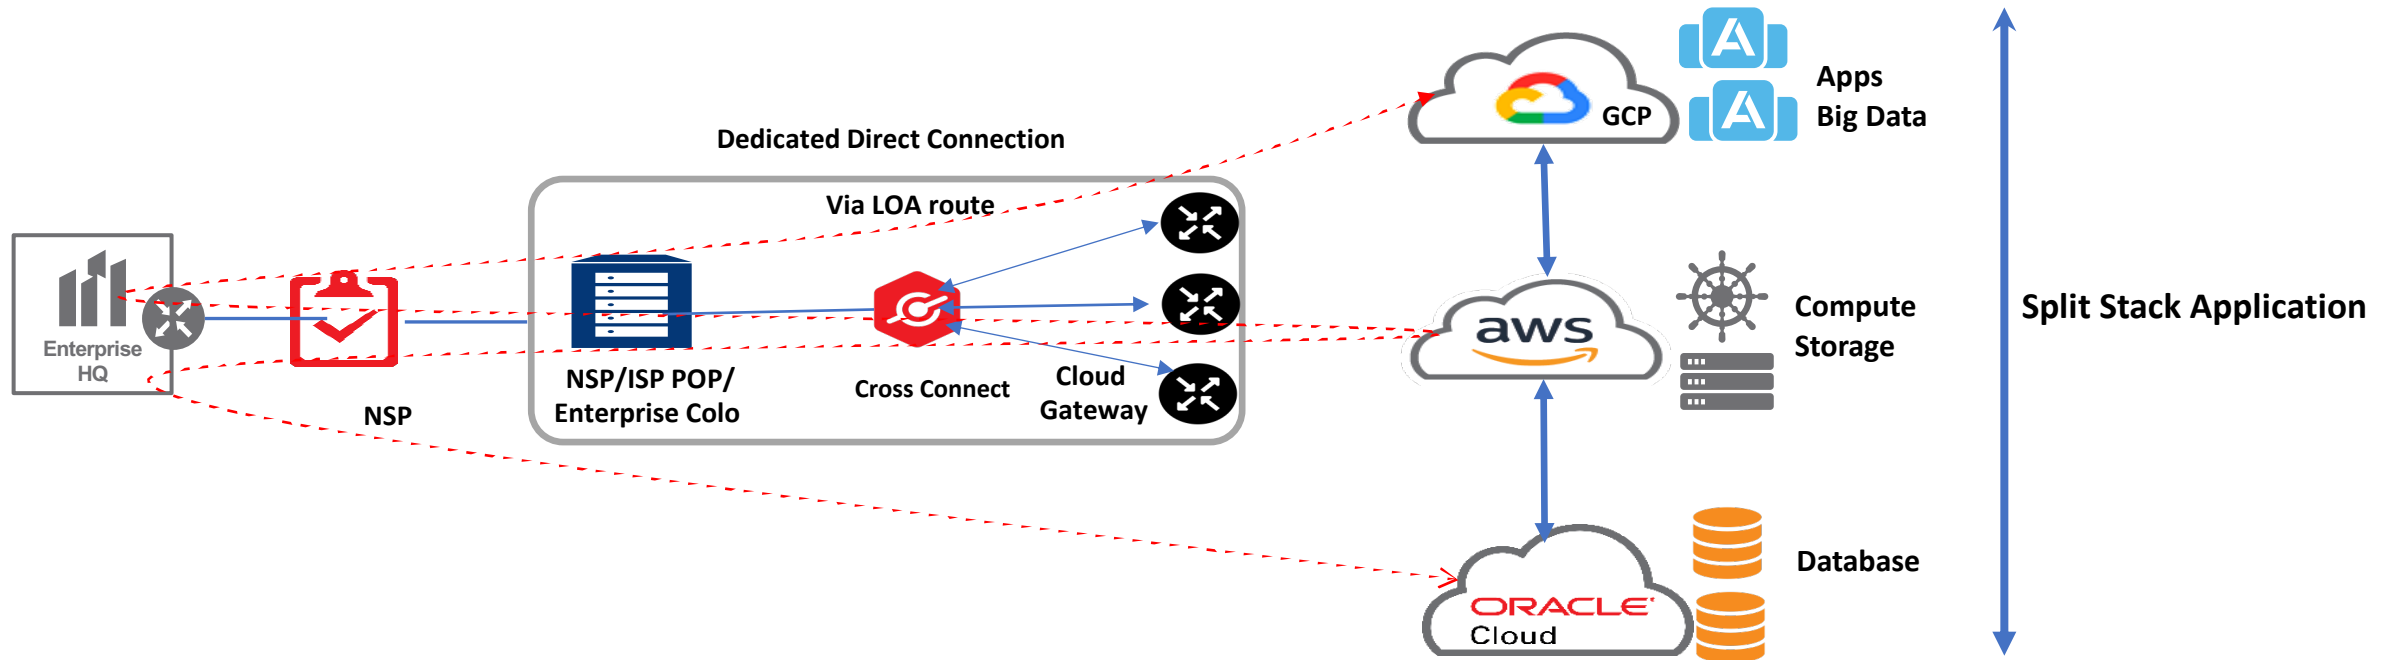 Dedicated Direct Connection
Via LOA route
Enterprise
HQ
NSP
NSP/ISP POP/
Enterprise Colo
Cross Connect
Cloud
Gateway
GCP
Apps
Big Data
aws
Compute
Storage
ORACLE
Cloud
Database
Split Stack Application